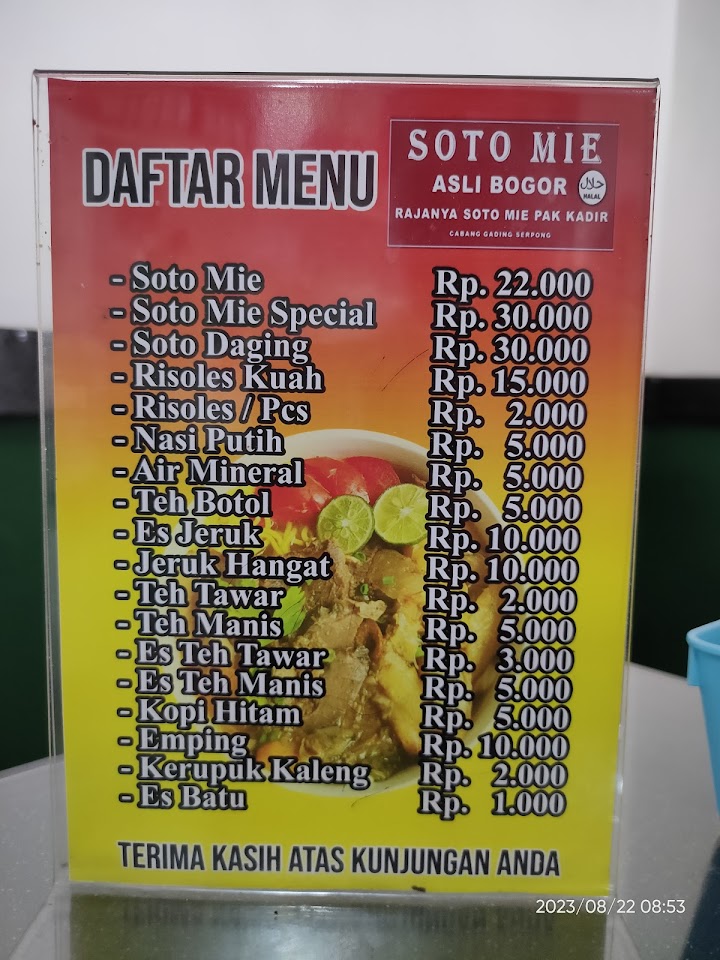 DAFTAR MENU
SOTO MIE
ASLI BOGOR
حلال
HALAL
RAJANYA SOTO MIE PAK KADIR
CABANG GADING SERPONG
- Soto Mie Rp. 22.000
- Soto Mie Special Rp. 30.000
- Soto Daging Rp. 30.000
- Risoles Kuah Rp. 15.000
- Risoles / Pcs Rp. 2.000
- Nasi Putih Rp. 5.000
- Air Mineral Rp. 5.000
- Teh Botol Rp. 5.000
- Es Jeruk Rp. 10.000
- Jeruk Hangat Rp. 10.000
- Teh Tawar Rp. 2.000
- Teh Manis Rp. 5.000
- Es Teh Tawar Rp. 3.000
- Es Teh Manis Rp. 5.000
- Kopi Hitam Rp. 5.000
- Emping Rp. 10.000
- Kerupuk Kaleng Rp. 2.000
- Es Batu Rp. 1.000
TERIMA KASIH ATAS KUNJUNGAN ANDA
2023/08/22 08:53